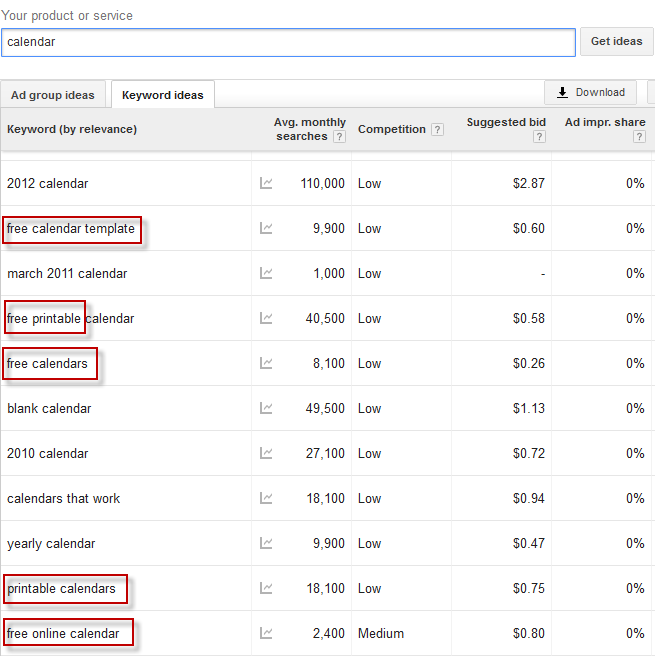 Your product or service
calendar
Get ideas
Ad group ideas
Keyword ideas
Download
Keyword (by relevance)
Avg. monthly
searches ?
Competition ?
Suggested bid
?
Ad impr. share
?
2012 calendar 110,000 Low $2.87 0%
free calendar template 9,900 Low $0.60 0%
march 2011 calendar 1,000 Low - 0%
free printable calendar 40,500 Low $0.58 0%
free calendars 8,100 Low $0.26 0%
blank calendar 49,500 Low $1.13 0%
2010 calendar 27,100 Low $0.72 0%
calendars that work 18,100 Low $0.94 0%
yearly calendar 9,900 Low $0.47 0%
printable calendars 18,100 Low $0.75 0%
free online calendar 2,400 Medium $0.80 0%